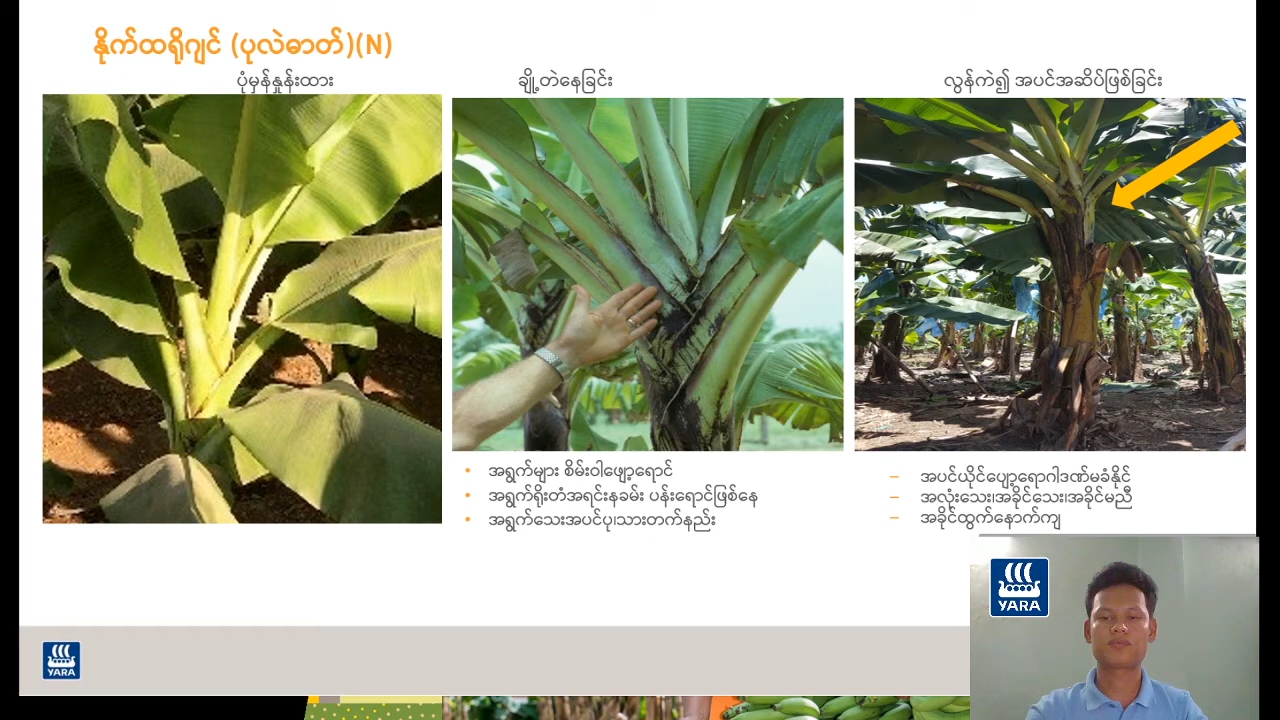 နိုက်ထရိုဂျင် (ပုလဲဓာတ်)(N)
ပုံမှန်နှုန်းထား
ချို့တဲနေခြင်း
လွန်ကဲ၍ အပင်အဆိပ်ဖြစ်ခြင်း
• အရွက်များ စိမ်းဝါဖျော့ရောင်
• အရွက်ရိုးတံအရင်းနခမ်း ပန်းရောင်ဖြစ်နေ
• အရွက်သေးအပင်ပု၊သားတက်နည်း
– အပင်ယိုင်ပျော့ရောဂါဒဏ်မခံနိုင်
– အလုံးသေး၊အခိုင်သေး၊အခိုင်မညီ
– အခိုင်ထွက်နောက်ကျ
YARA
YARA